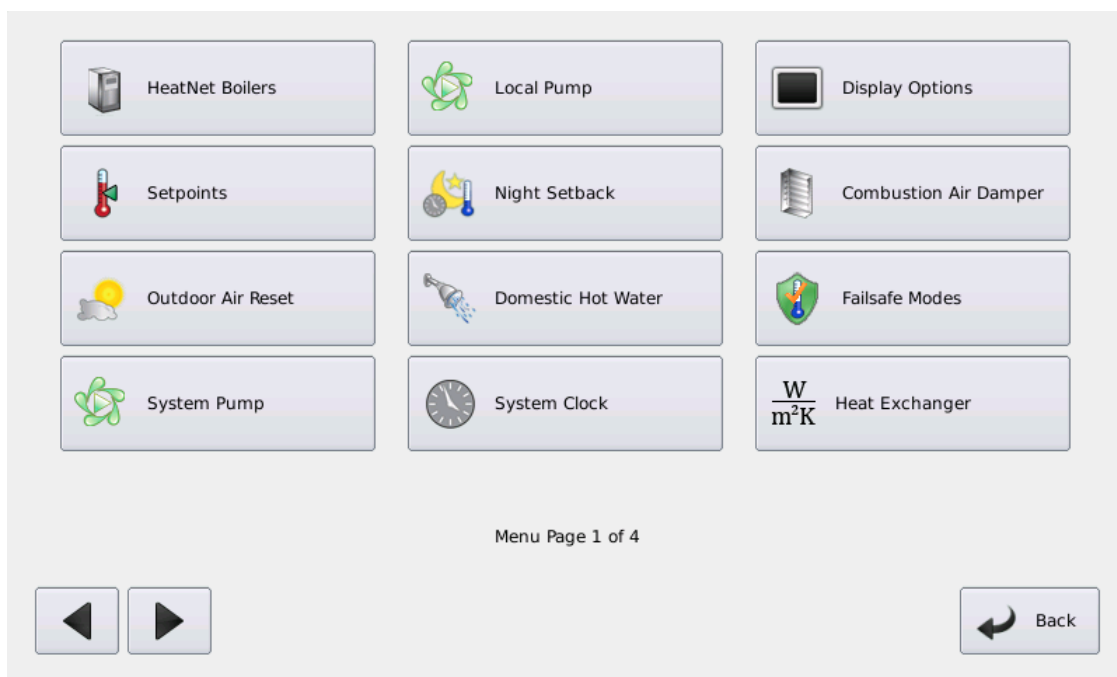 HeatNet Boilers
Local Pump
Display Options
Setpoints
Night Setback
Combustion Air Damper
Outdoor Air Reset
Domestic Hot Water
Failsafe Modes
System Pump
System Clock
W
m²K
Heat Exchanger
Menu Page 1 of 4
Back